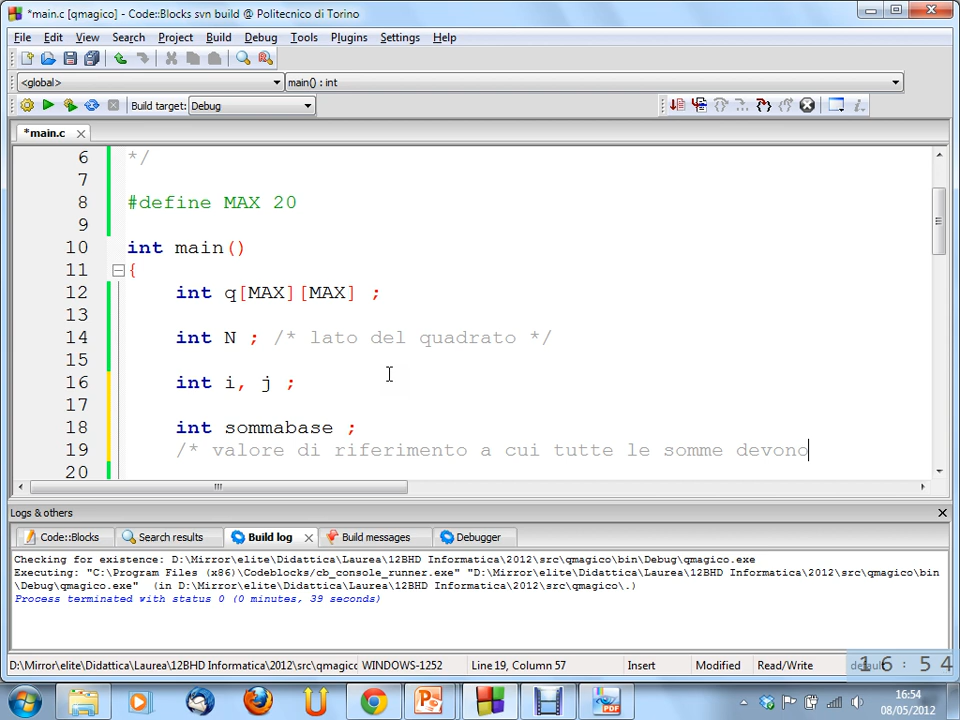 *main.c [qmagico] - Code::Blocks svn build @ Politecnico di Torino
File Edit View Search Project Build Debug Tools Plugins Settings Help
<global> main() : int
Build target: Debug
*main.c
6 */
7
8 #define MAX 20
9
10 int main()
11 {
12 int q[MAX][MAX] ;
13
14 int N ; /* lato del quadrato */
15
16 int i, j ;
17
18 int sommabase ;
19 /* valore di riferimento a cui tutte le somme devono
20
Logs & others
Code::Blocks Search results Build log Build messages Debugger
Checking for existence: D:\Mirror\elite\Didattica\Laurea\12BHD Informatica\2012\src\qmagico\bin\Debug\qmagico.exe
Executing: "C:\Program Files (x86)\Codeblocks/cb_console_runner.exe" "D:\Mirror\elite\Didattica\Laurea\12BHD Informatica\2012\src\qmagico\bin
\Debug\qmagico.exe" (in D:\Mirror\elite\Didattica\Laurea\12BHD Informatica\2012\src\qmagico\.)
Process terminated with status 0 (0 minutes, 39 seconds)
D:\Mirror\elite\Didattica\Laurea\12BHD Informatica\2012\src\qmagicc WINDOWS-1252 Line 19, Column 57 Insert Modified Read/Write default
16:54
16:54
08/05/2012